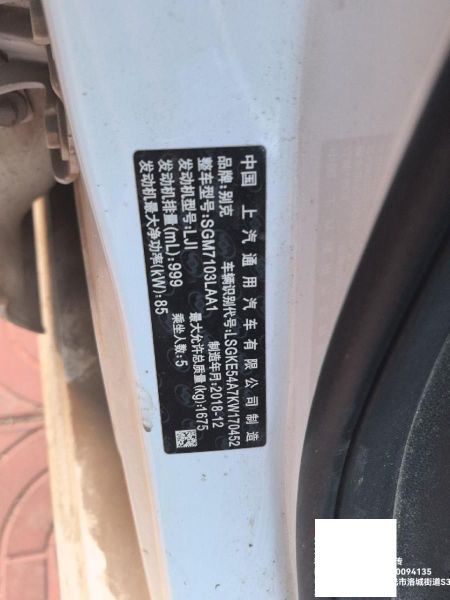 中国 上汽通用汽车有限公司制造
品牌:别克 车辆识别代号:LSGKE54A7KW170452
整车型号:SGM7103LAA1 制造年月:2018-12
发动机型号:LJI 最大允许总质量(kg):1675
发动机排量(mL):999 乘坐人数:5
发动机最大净功率(kW):85
传
0094135
市洛城街道S3